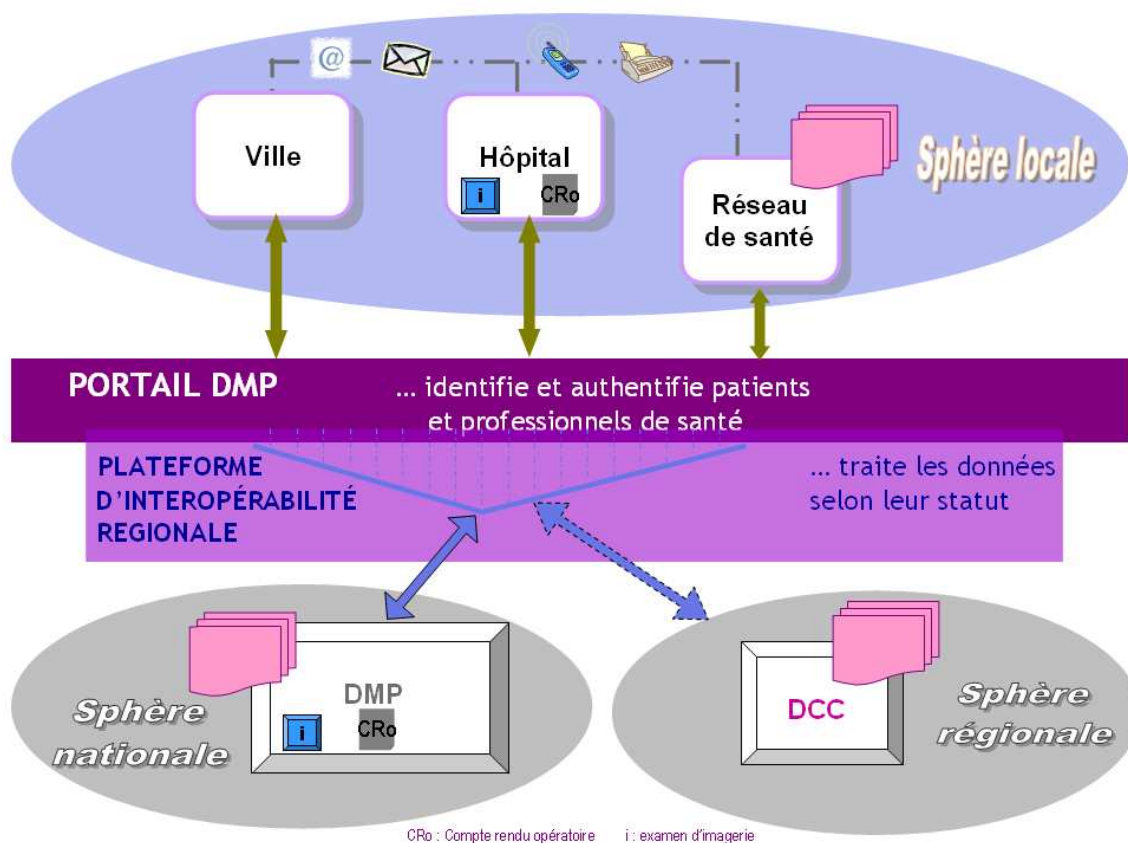 @
Ville
Hôpital
i
CRo
Réseau
de santé
Sphère locale
PORTAIL DMP
... identifie et authentifie patients
et professionnels de santé
PLATEFORME
D'INTEROPÉRABILITÉ
REGIONALE
... traite les données
selon leur statut
Sphère
nationale
DMP
i
CRo
DCC
Sphère
régionale
CRo : Compte rendu opératoire i : examen d'imagerie